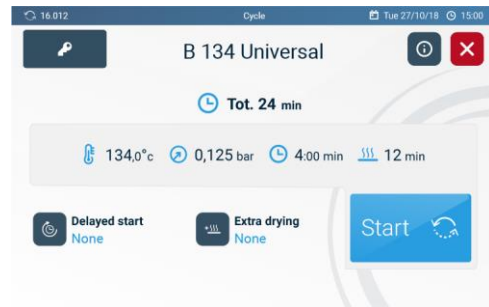 16.012 Cycle Tue 27/10/18 15:00
B 134 Universal
Tot. 24 min
134,0°c 0,125 bar 4:00 min 12 min
Delayed start
None
Extra drying
None
Start